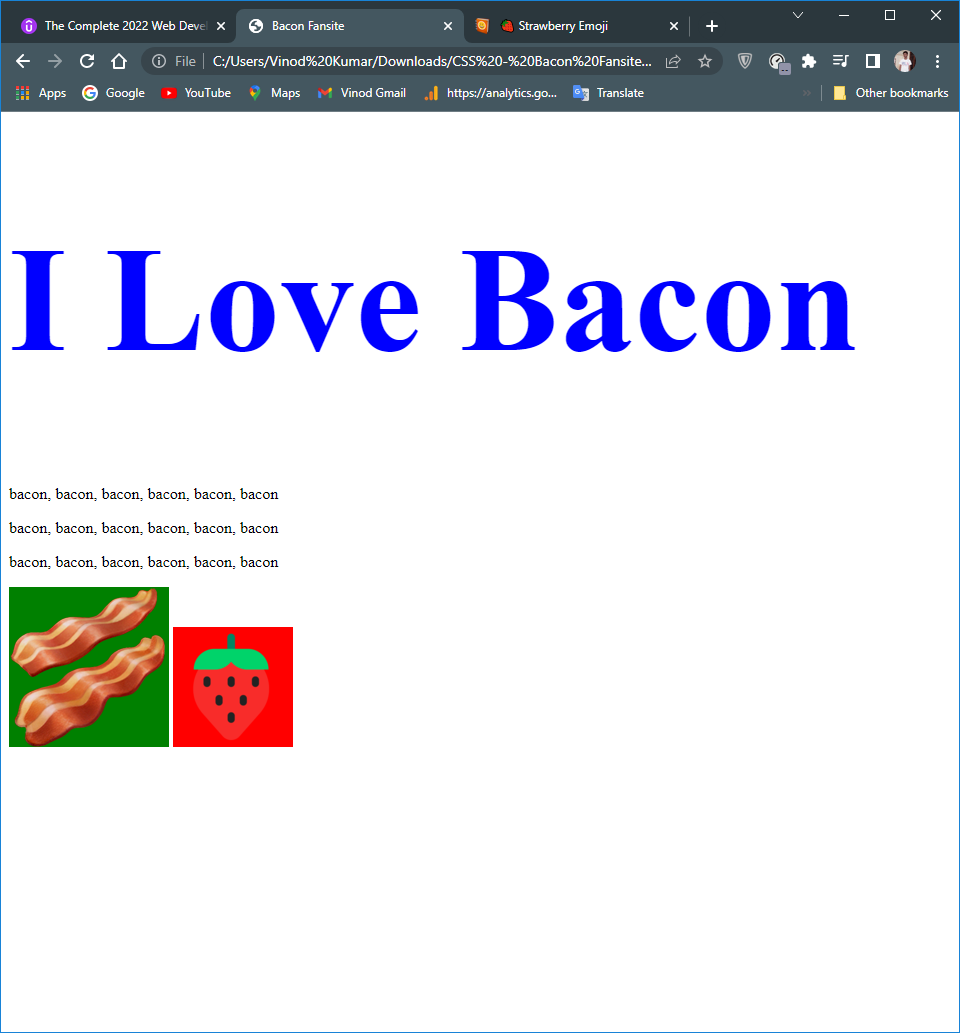 The Complete 2022 Web Devel
Bacon Fansite
Strawberry Emoji
File
C:/Users/Vinod%20Kumar/Downloads/CSS%20-%20Bacon%20Fansite...
Apps
Google
YouTube
Maps
Vinod Gmail
https://analytics.go...
Translate
»
Other bookmarks
I Love Bacon
bacon, bacon, bacon, bacon, bacon, bacon
bacon, bacon, bacon, bacon, bacon, bacon
bacon, bacon, bacon, bacon, bacon, bacon